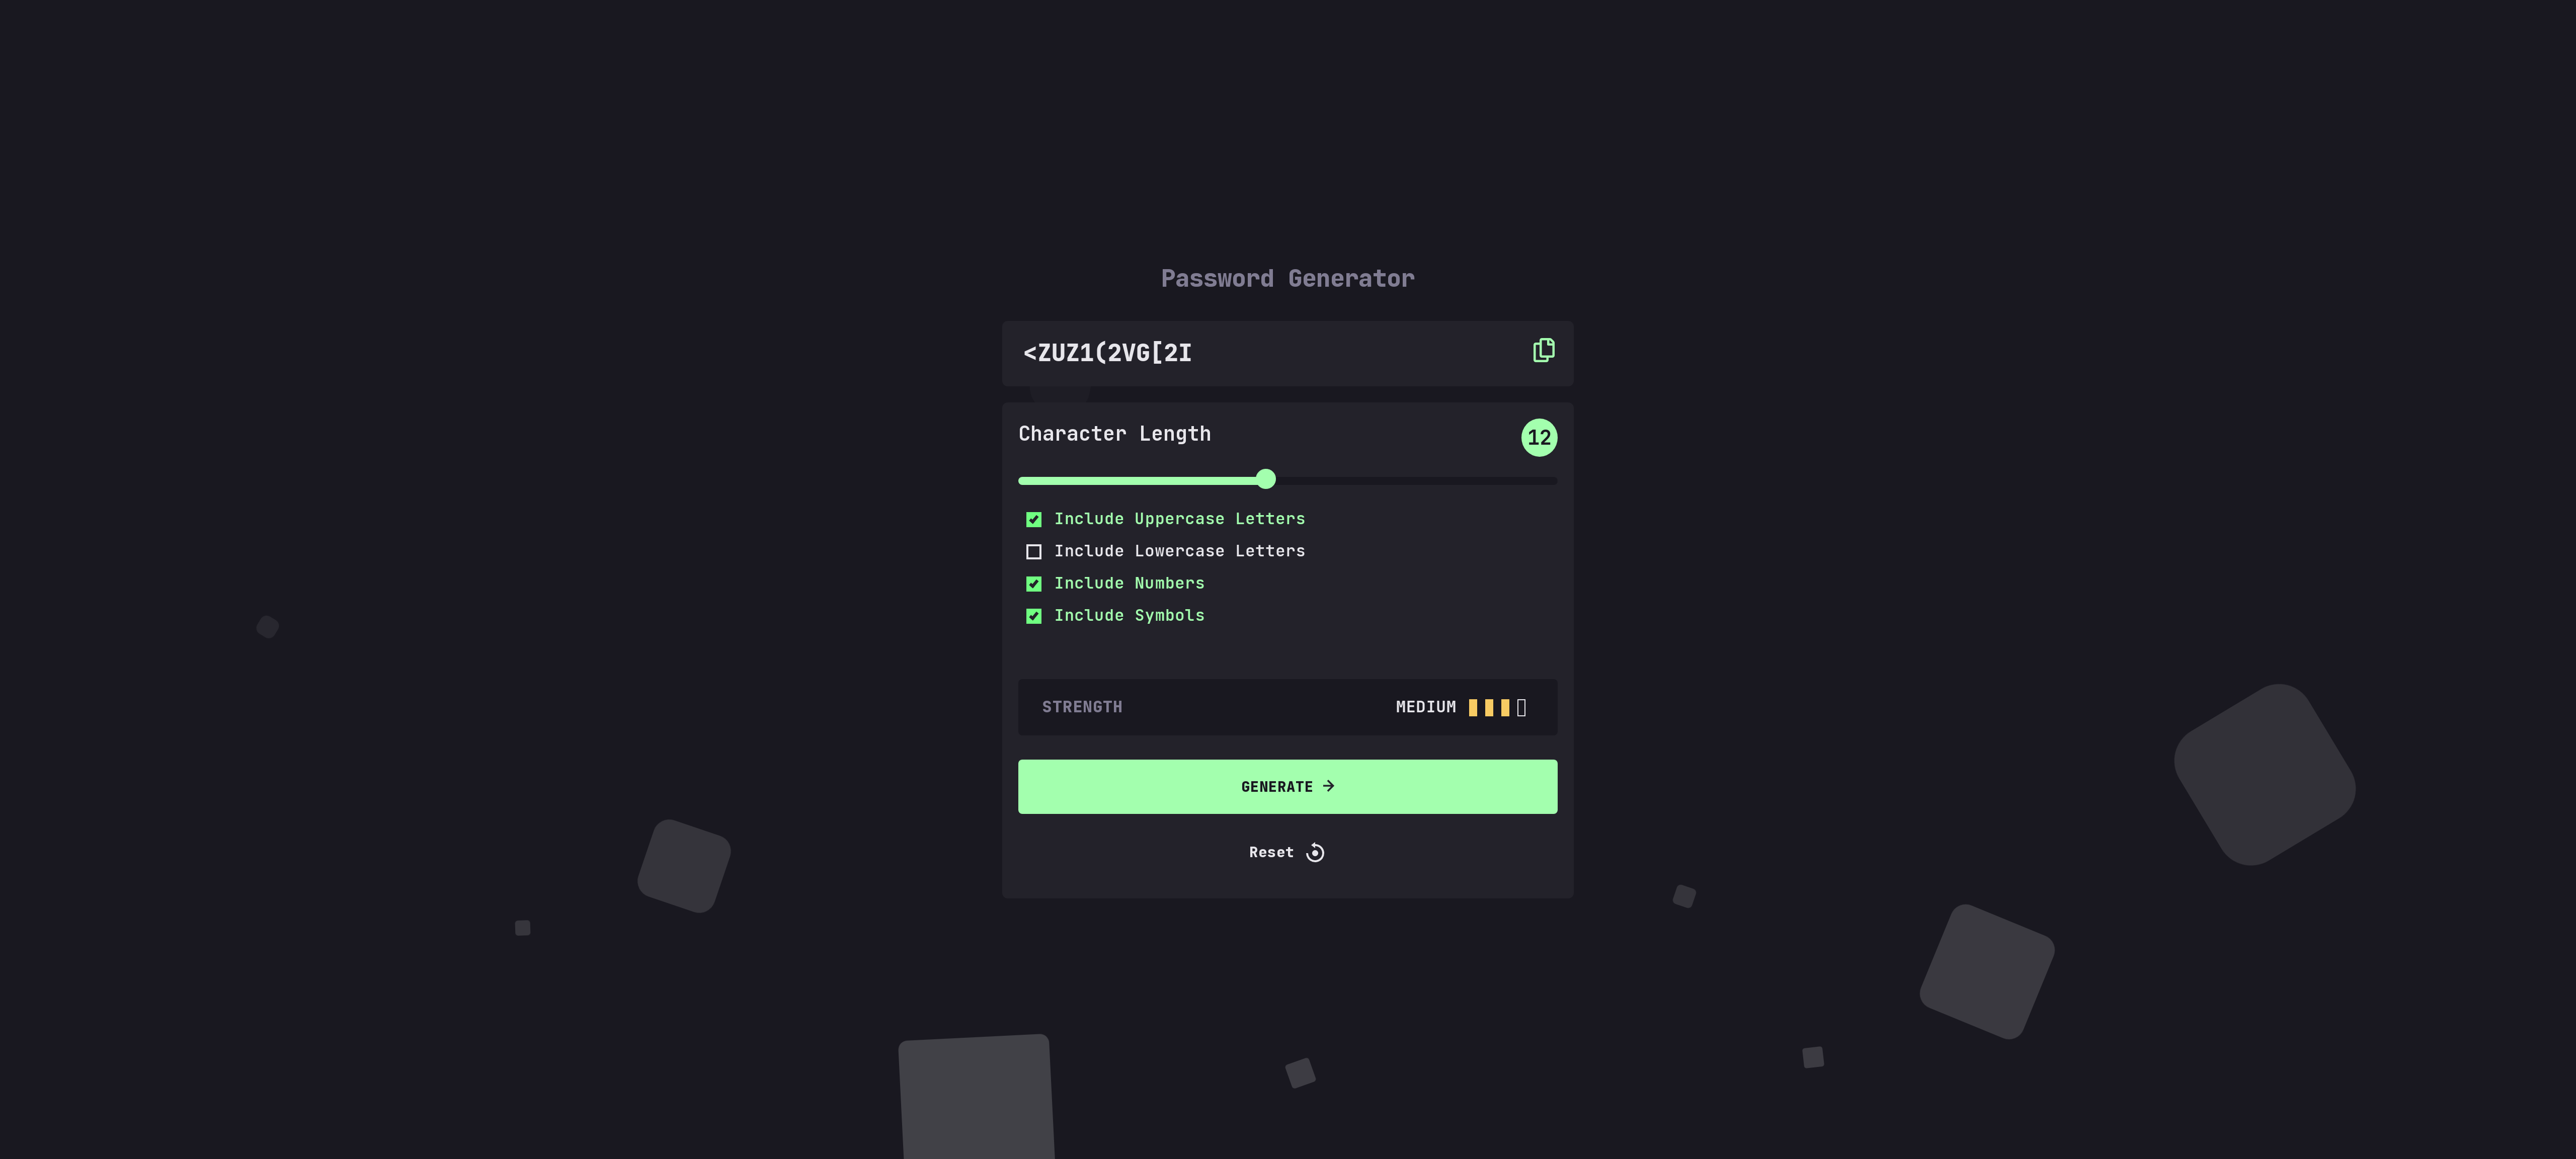 Password Generator
<ZUZ1(2VG[2I
Character Length 12
Include Uppercase Letters
Include Lowercase Letters
Include Numbers
Include Symbols
STRENGTH MEDIUM
GENERATE →
Reset